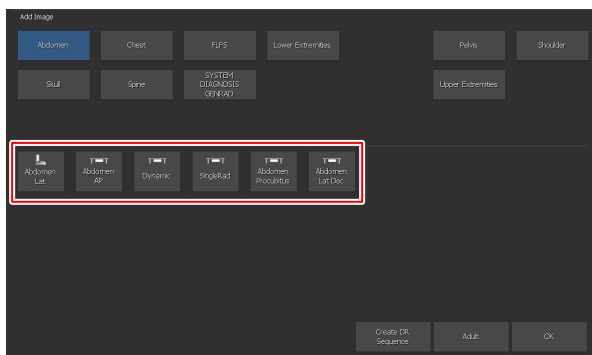 Add Image
Abdomen Chest FLFS Lower Extremities Pelvis Shoulder
Skull Spine SYSTEM DIAGNOSIS GENRAD Upper Extremities
Abdomen Lat
Abdomen AP
Dynamic
SingleRad
Abdomen Procubitus
Abdomen Lat Dec
Create DR Sequence
Adult
OK